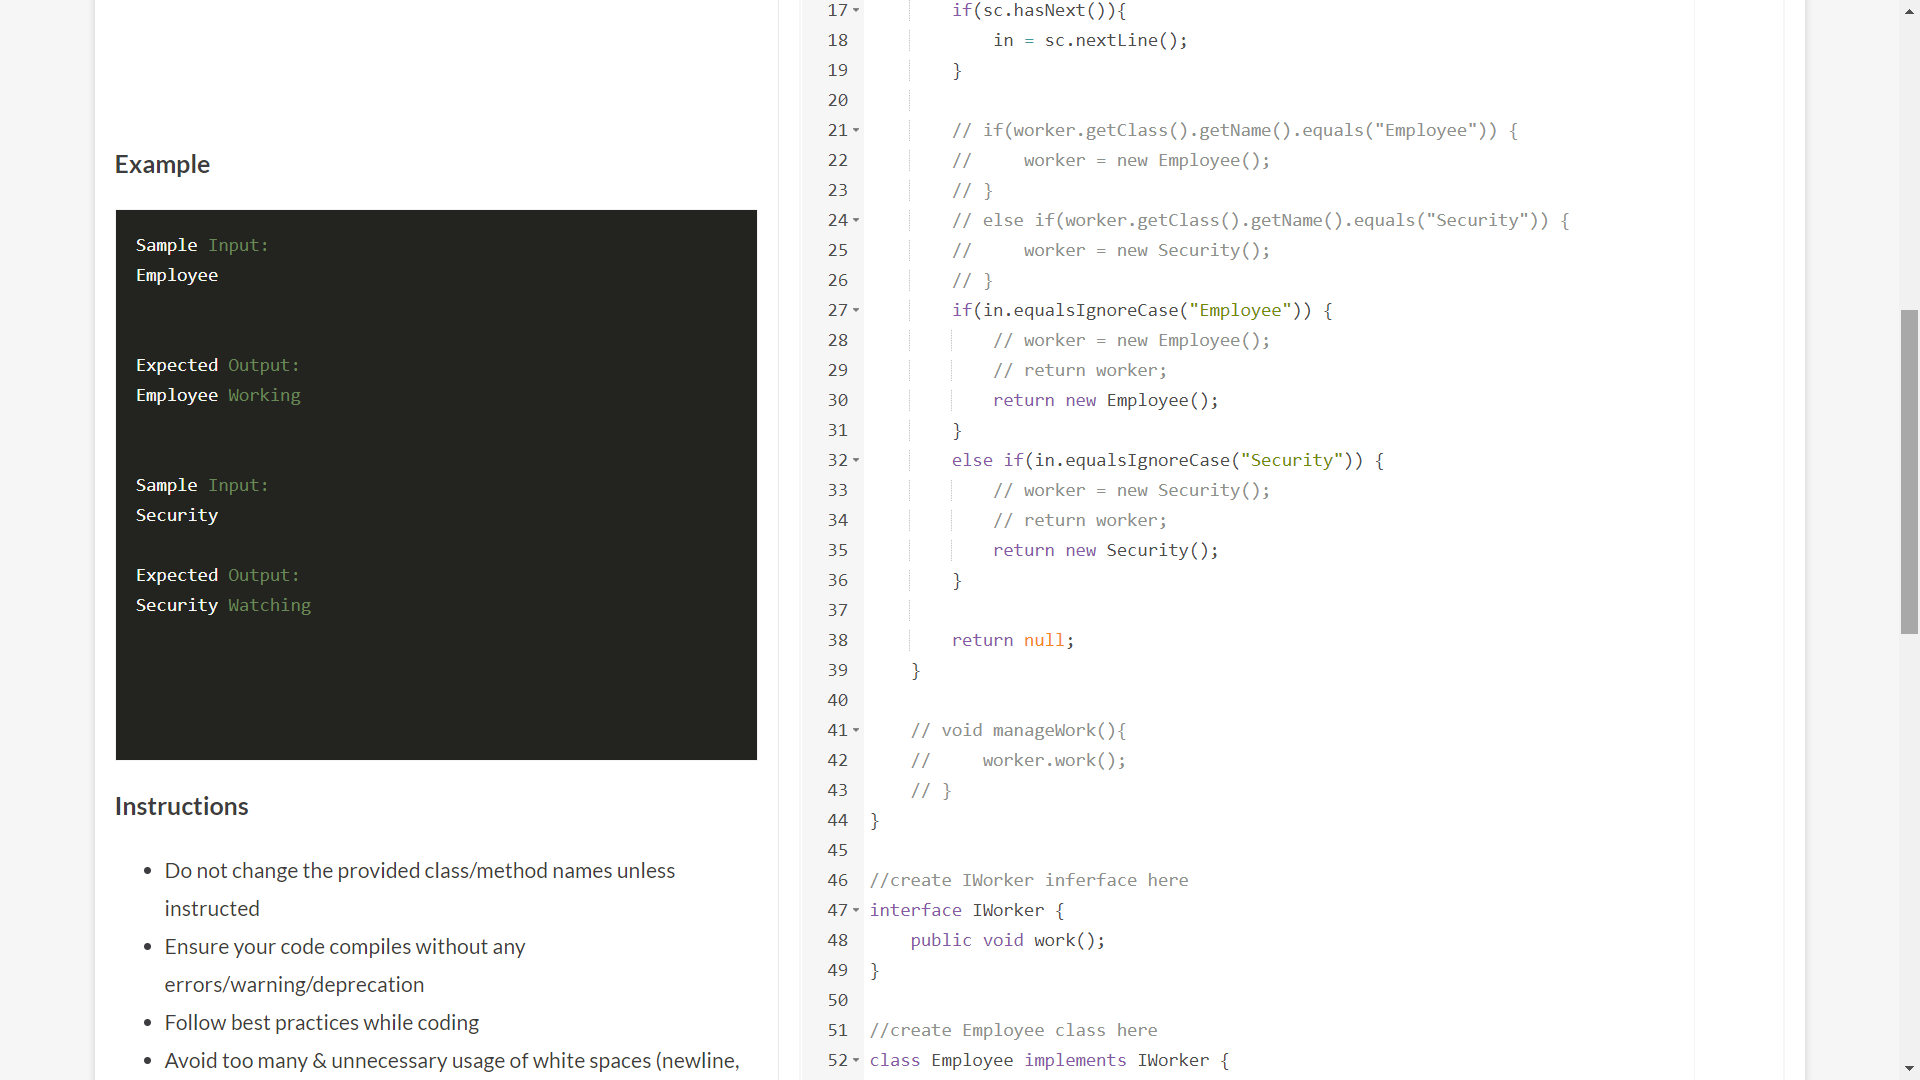 Example
Sample Input:
Employee
Expected Output:
Employee Working
Sample Input:
Security
Expected Output:
Security Watching
Instructions
• Do not change the provided class/method names unless
instructed
• Ensure your code compiles without any
errors/warning/deprecation
• Follow best practices while coding
• Avoid too many & unnecessary usage of white spaces (newline,
17 if(sc.hasNext()){
18 in = sc.nextLine();
19 }
20
21 // if(worker.getClass().getName().equals("Employee")) {
22 // worker = new Employee();
23 // }
24 // else if(worker.getClass().getName().equals("Security")) {
25 // worker = new Security();
26 // }
27 if(in.equalsIgnoreCase("Employee")) {
28 // worker = new Employee();
29 // return worker;
30 return new Employee();
31 }
32 else if(in.equalsIgnoreCase("Security")) {
33 // worker = new Security();
34 // return worker;
35 return new Security();
36 }
37
38 return null;
39 }
40
41 // void manageWork(){
42 // worker.work();
43 // }
44 }
45
46 //create IWorker inferface here
47 interface IWorker {
48 public void work();
49 }
50
51 //create Employee class here
52 class Employee implements IWorker {